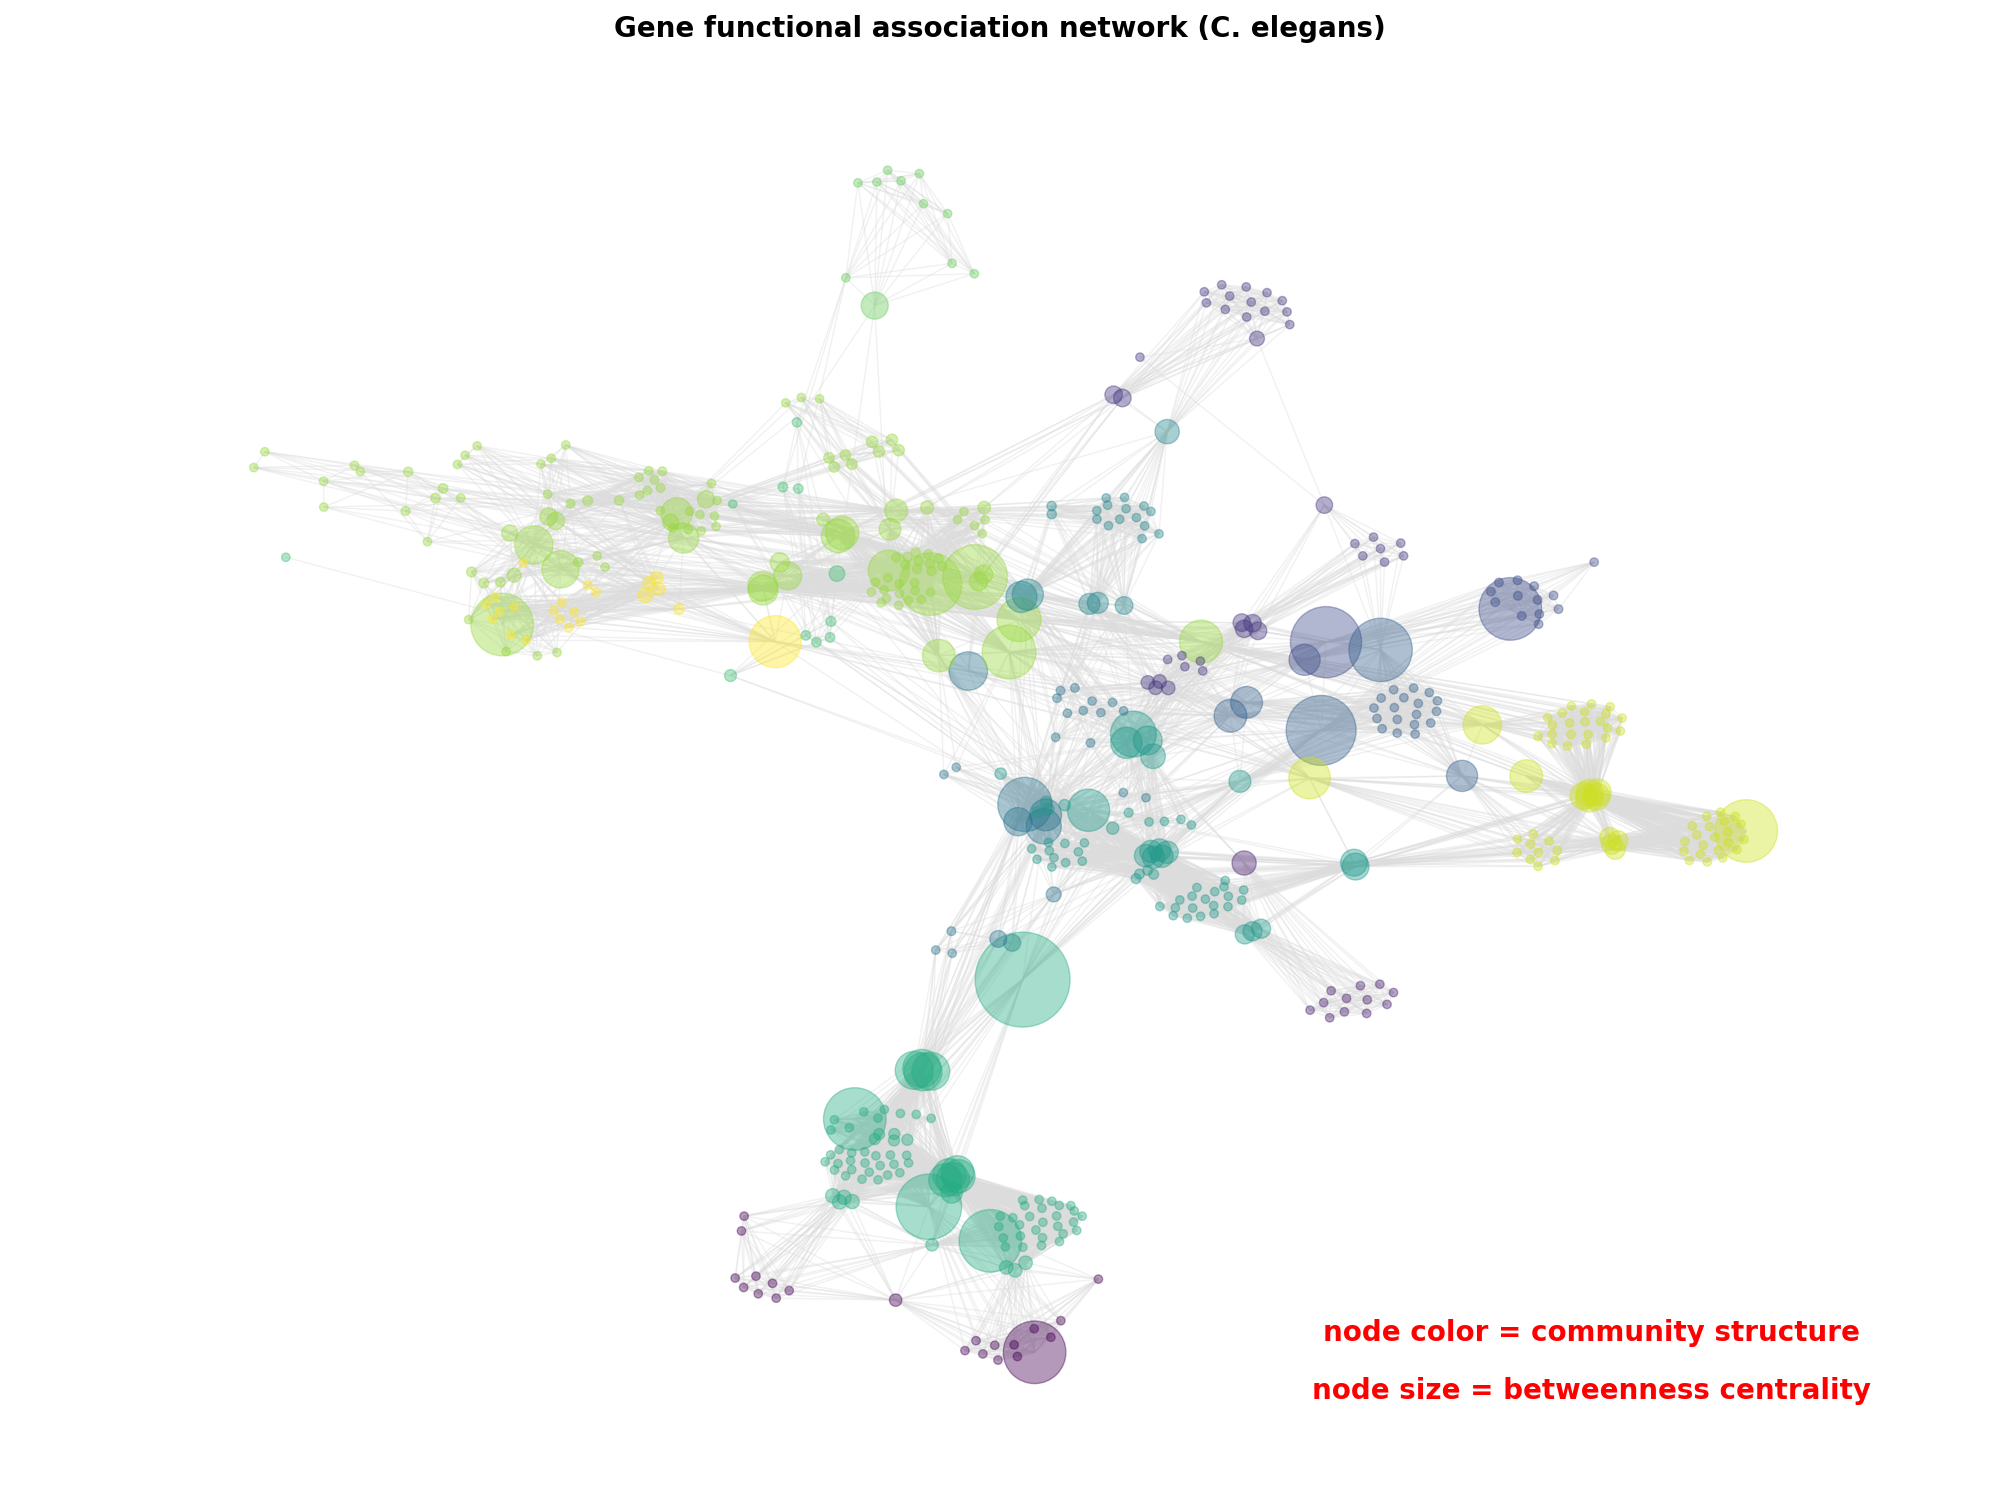 Gene functional association network (C. elegans)
node color = community structure
node size = betweenness centrality